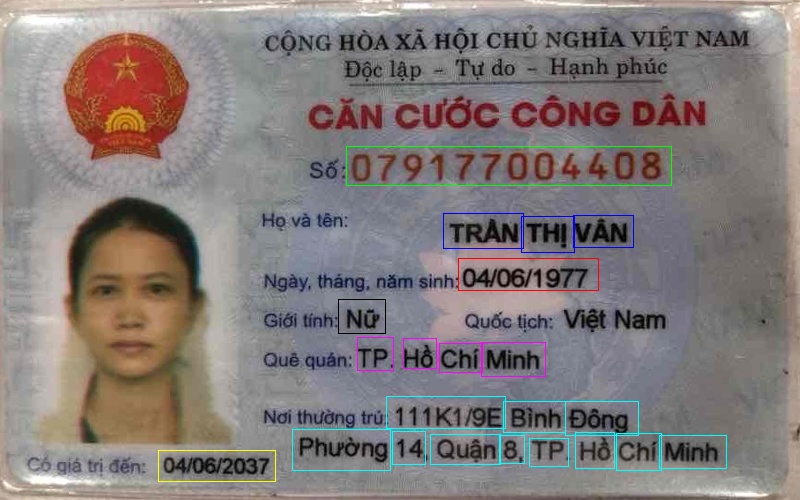 CỘNG HÒA XÃ HỘI CHỦ NGHĨA VIỆT NAM
Độc lập - Tự do - Hạnh phúc
CĂN CƯỚC CÔNG DÂN
Số: 079177004408
Họ và tên: TRẦN THỊ VÂN
Ngày, tháng, năm sinh: 04/06/1977
Giới tính: Nữ Quốc tịch: Việt Nam
Quê quán: TP. Hồ Chí Minh
Nơi thường trú: 111K1/9E Bình Đông
Phường 14, Quận 8, TP. Hồ Chí Minh
Có giá trị đến: 04/06/2037